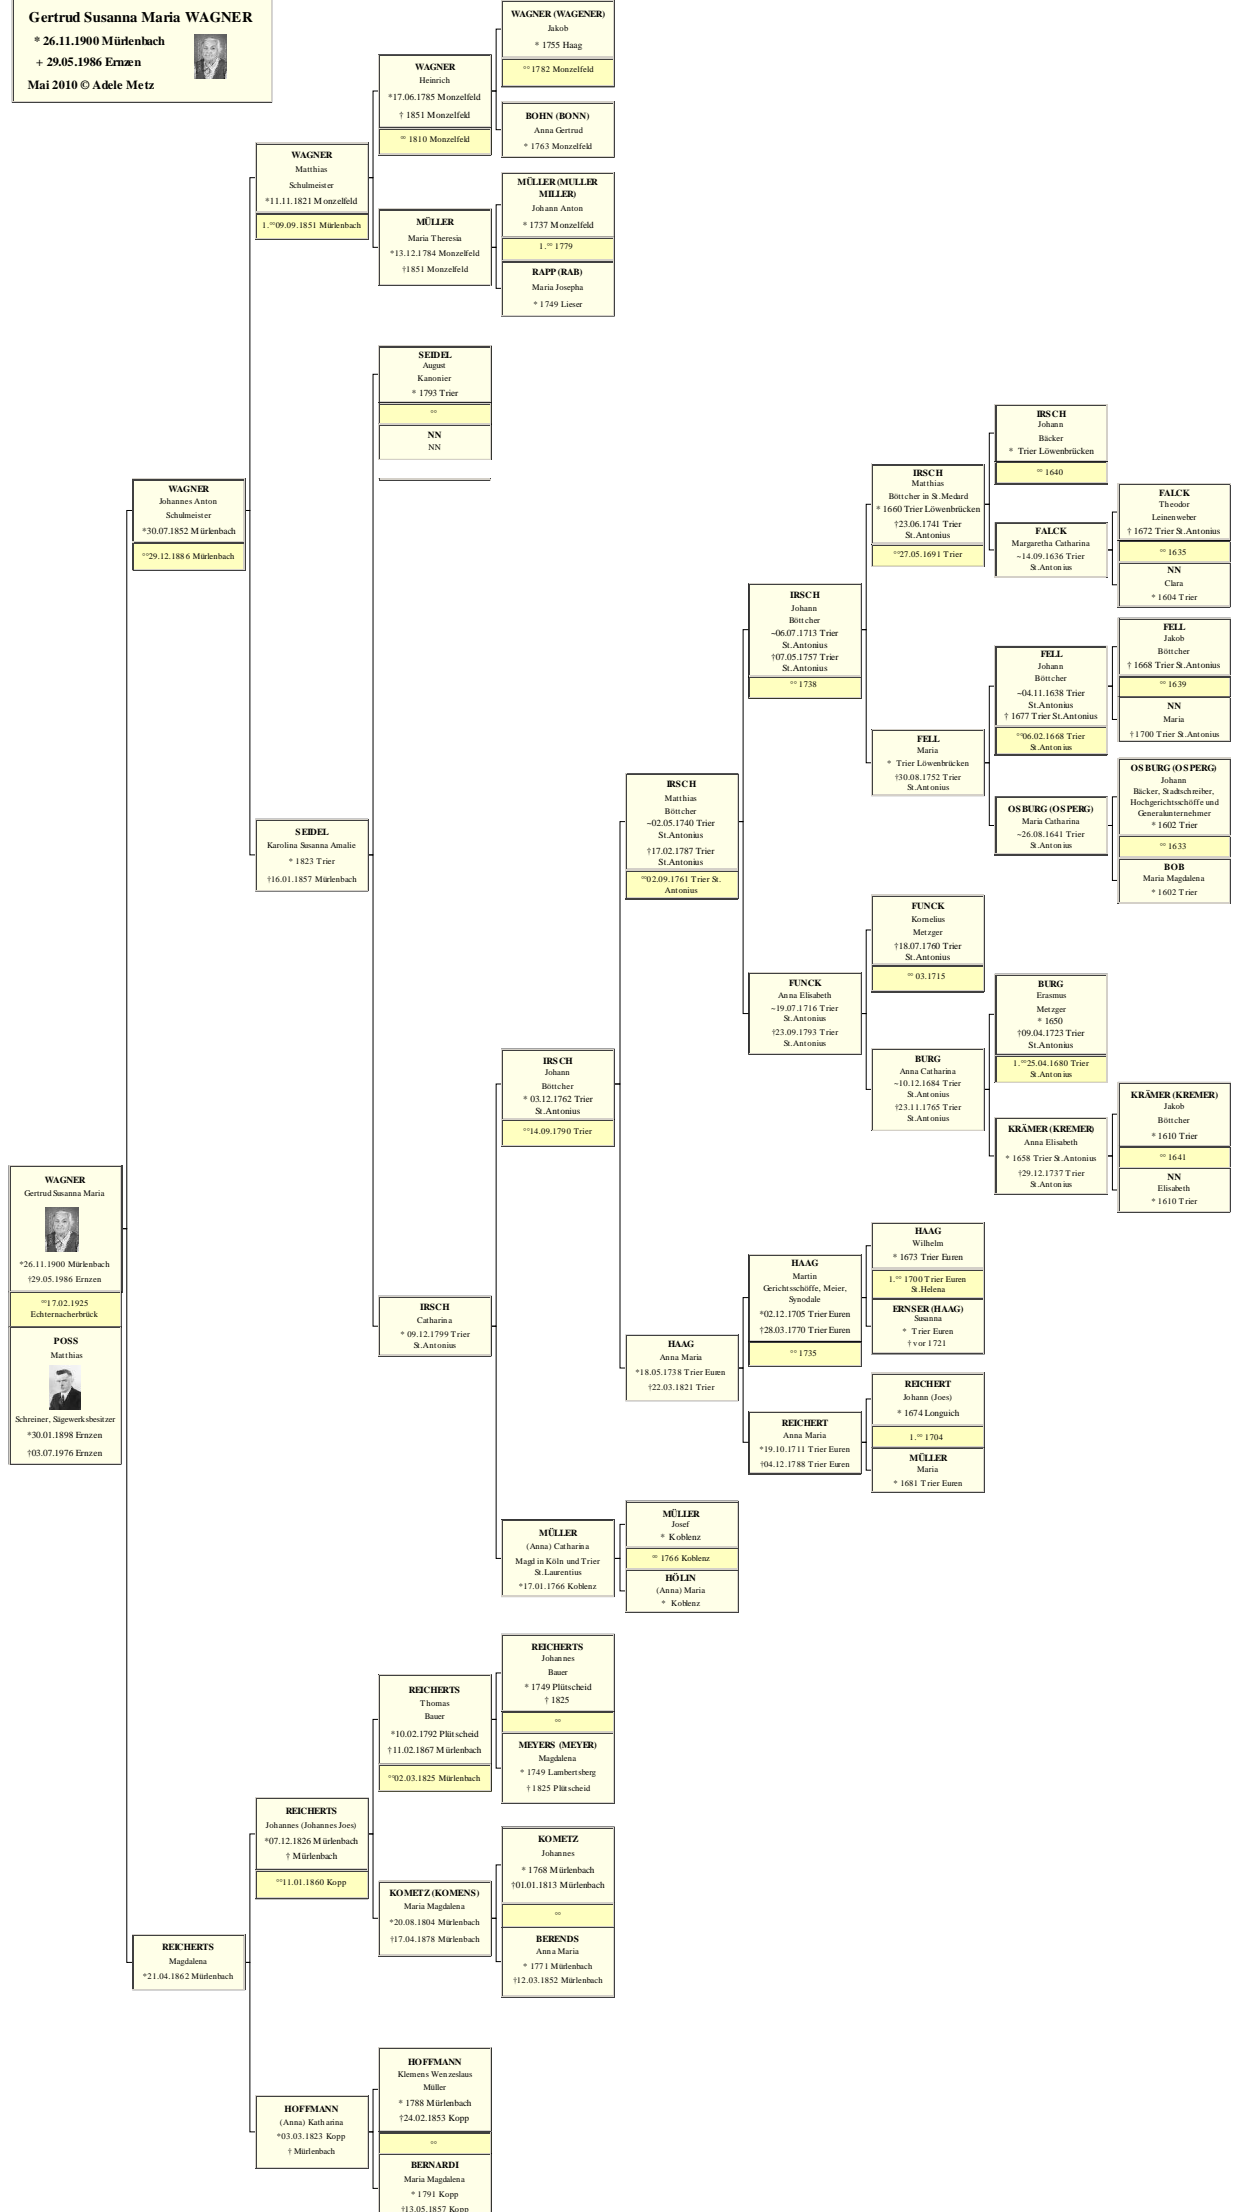 Gertrud Susanna Maria WAGNER
* 26.11.1900 Mürlenbach
+ 29.05.1986 Ernzen
Mai 2010 © Adele Metz
WAGNER
Gertrud Susanna Maria
*26.11.1900 Mürlenbach
†29.05.1986 Ernzen
°°17.02.1925
Echternacherbrück
POSS
Matthias
Schreiner, Sägewerksbesitzer
*30.01.1898 Ernzen
†03.07.1976 Ernzen
WAGNER
Johannes Anton
Schulmeister
*30.07.1852 Mürlenbach
°°29.12.1886 Mürlenbach
REICHERTS
Magdalena
*21.04.1862 Mürlenbach
WAGNER
Matthias
Schulmeister
*11.11.1821 Monzelfeld
1.°°09.09.1851 Mürlenbach
SEIDEL
Karolina Susanna Amalie
* 1823 Trier
†16.01.1857 Mürlenbach
REICHERTS
Johannes (Johannes Joes)
*07.12.1826 Mürlenbach
† Mürlenbach
°°11.01.1860 Kopp
HOFFMANN
(Anna) Katharina
*03.03.1823 Kopp
† Mürlenbach
WAGNER
Heinrich
*17.06.1785 Monzelfeld
† 1851 Monzelfeld
°° 1810 Monzelfeld
MÜLLER
Maria Theresia
*13.12.1784 Monzelfeld
†1851 Monzelfeld
SEIDEL
August
Kanonier
* 1793 Trier
°°
NN
NN
IRSCH
Catharina
* 09.12.1799 Trier
St.Antonius
REICHERTS
Thomas
Bauer
*10.02.1792 Plütscheid
†11.02.1867 Mürlenbach
°°02.03.1825 Mürlenbach
KOMETZ (KOMENS)
Maria Magdalena
*20.08.1804 Mürlenbach
†17.04.1878 Mürlenbach
HOFFMANN
Klemens Wenzeslaus
Müller
* 1788 Mürlenbach
†24.02.1853 Kopp
°°
BERNARDI
Maria Magdalena
* 1791 Kopp
†13.05.1857 Kopp
WAGNER (WAGENER)
Jakob
* 1755 Haag
°° 1782 Monzelfeld
BOHN (BONN)
Anna Gertrud
* 1763 Monzelfeld
MÜLLER (MULLER
MILLER)
Johann Anton
* 1737 Monzelfeld
1.°° 1779
RAPP (RAB)
Maria Josepha
* 1749 Lieser
IRSCH
Johann
Böttcher
* 03.12.1762 Trier
St.Antonius
°°14.09.1790 Trier
MÜLLER
(Anna) Catharina
Magd in Köln und Trier
St.Laurentius
*17.01.1766 Koblenz
REICHERTS
Johannes
Bauer
* 1749 Plütscheid
† 1825
°°
MEYERS (MEYER)
Magdalena
* 1749 Lambertsberg
† 1825 Plütscheid
KOMETZ
Johannes
* 1768 Mürlenbach
†01.01.1813 Mürlenbach
°°
BERENDS
Anna Maria
* 1771 Mürlenbach
†12.03.1852 Mürlenbach
IRSCH
Matthias
Böttcher
~02.05.1740 Trier
St.Antonius
†17.02.1787 Trier
St.Antonius
°°02.09.1761 Trier St.
Antonius
HAAG
Anna Maria
*18.05.1738 Trier Euren
†22.03.1821 Trier
MÜLLER
Josef
* Koblenz
°° 1766 Koblenz
HÖLIN
(Anna) Maria
* Koblenz
IRSCH
Johann
Böttcher
~06.07.1713 Trier
St.Antonius
†07.05.1757 Trier
St.Antonius
°° 1738
FUNCK
Anna Elisabeth
~19.07.1716 Trier
St.Antonius
†23.09.1793 Trier
St.Antonius
HAAG
Martin
Gerichtsschöffe, Meier,
Synodale
*02.12.1705 Trier Euren
†28.03.1770 Trier Euren
°° 1735
REICHERT
Anna Maria
*19.10.1711 Trier Euren
†04.12.1788 Trier Euren
IRSCH
Matthias
Böttcher in St.Medard
* 1660 Trier Löwenbrücken
†23.06.1741 Trier
St.Antonius
°°27.05.1691 Trier
FELL
Maria
* Trier Löwenbrücken
†30.08.1752 Trier
St.Antonius
FUNCK
Kornelius
Metzger
†18.07.1760 Trier
St.Antonius
°° 03.1715
BURG
Anna Catharina
~10.12.1684 Trier
St.Antonius
†23.11.1765 Trier
St.Antonius
HAAG
Wilhelm
* 1673 Trier Euren
1.°° 1700 Trier Euren
St.Helena
ERNSER (HAAG)
Susanna
* Trier Euren
† vor 1721
REICHERT
Johann (Joes)
* 1674 Longuich
1.°° 1704
MÜLLER
Maria
* 1681 Trier Euren
IRSCH
Johann
Bäcker
* Trier Löwenbrücken
°° 1640
FALCK
Margaretha Catharina
~14.09.1636 Trier
St.Antonius
FELL
Johann
Böttcher
~04.11.1638 Trier
St.Antonius
† 1677 Trier St.Antonius
°°06.02.1668 Trier
St.Antonius
OSBURG (OSPERG)
Maria Catharina
~26.08.1641 Trier
St.Antonius
BURG
Erasmus
Metzger
* 1650
†09.04.1723 Trier
St.Antonius
1.°°25.04.1680 Trier
St.Antonius
KRÄMER (KREMER)
Anna Elisabeth
* 1658 Trier St.Antonius
†29.12.1737 Trier
St.Antonius
FALCK
Theodor
Leinenweber
† 1672 Trier St.Antonius
°° 1635
NN
Clara
* 1604 Trier
FELL
Jakob
Böttcher
† 1668 Trier St.Antonius
°° 1639
NN
Maria
†1700 Trier St.Antonius
OSBURG (OSPERG)
Johann
Bäcker, Stadtschreiber,
Hochgerichtsschöffe und
Generalunternehmer
* 1602 Trier
°° 1633
BOB
Maria Magdalena
* 1602 Trier
KRÄMER (KREMER)
Jakob
Böttcher
* 1610 Trier
°° 1641
NN
Elisabeth
* 1610 Trier